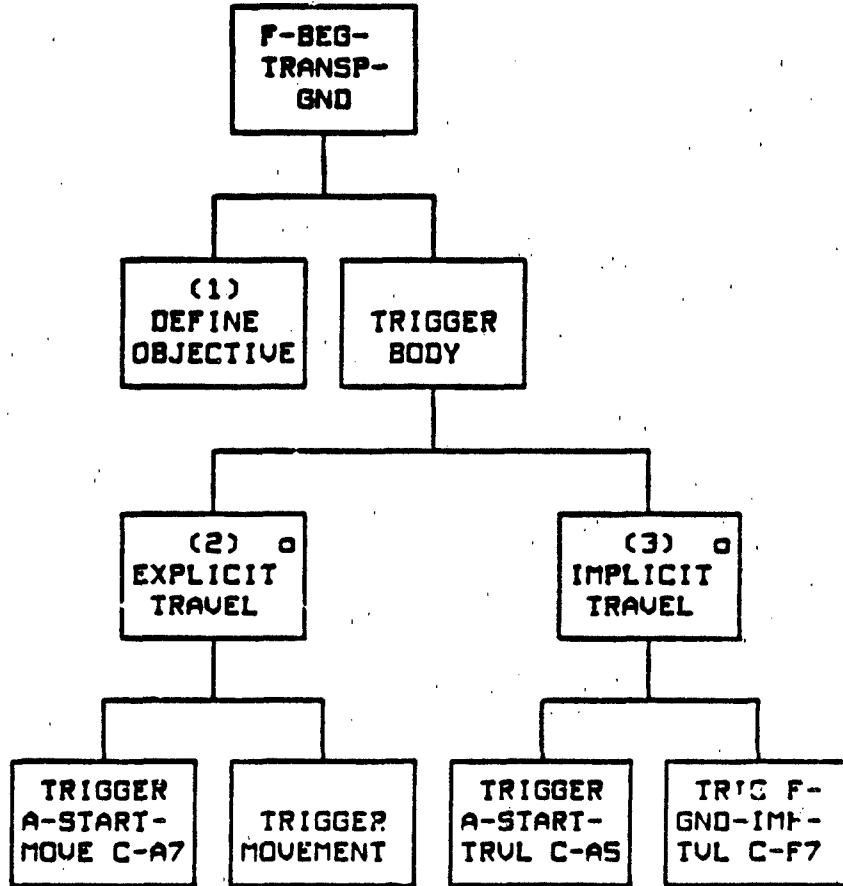 F-BEG-
TRANSP-
GND
(1)
DEFINE
OBJECTIVE
TRIGGER
BODY
(2) o
EXPLICIT
TRAVEL
(3) o
IMPLICIT
TRAVEL
TRIGGER
A-START-
MOVE C-A7
TRIGGER
MOVEMENT
TRIGGER
A-START-
TRVL C-A5
F-
TVL C-F7